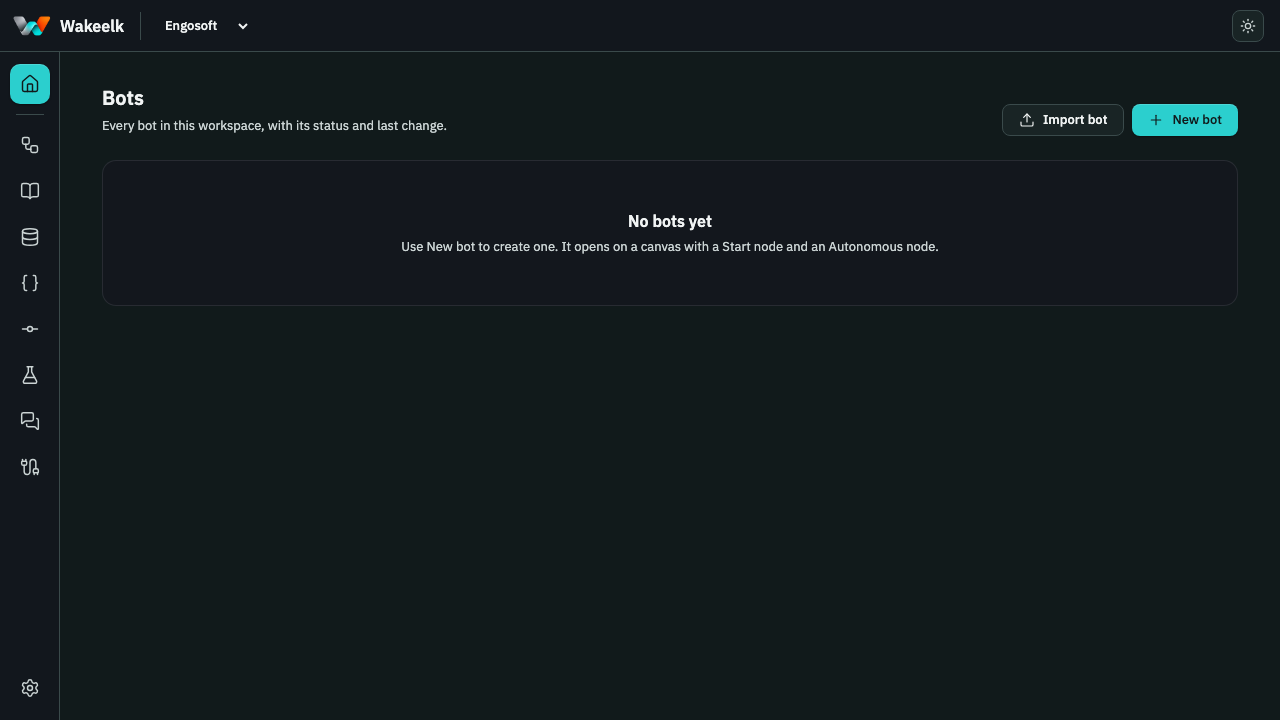 Wakeelk
Engosoft
Bots
Every bot in this workspace, with its status and last change.
Import bot
New bot
No bots yet
Use New bot to create one. It opens on a canvas with a Start node and an Autonomous node.